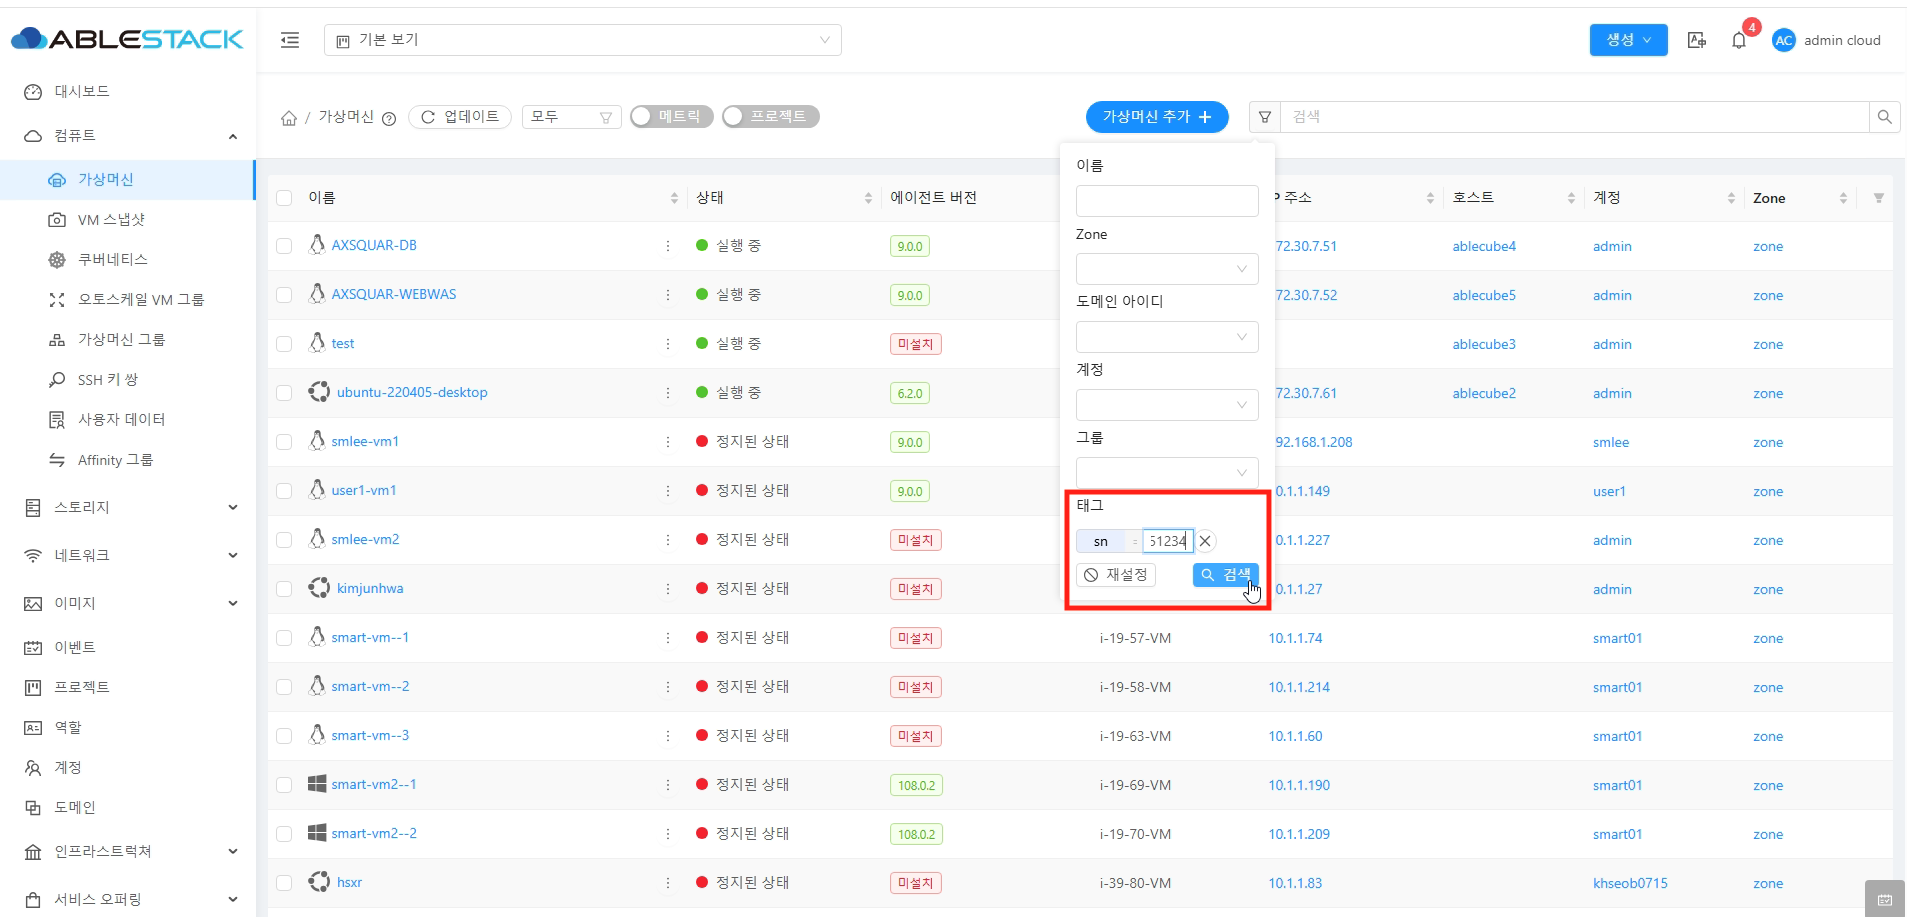 ABLESTACK
기본 보기
생성
4
AC
admin cloud
대시보드
컴퓨트
가상머신
VM 스냅샷
쿠버네티스
오토스케일 VM 그룹
가상머신 그룹
SSH 키 쌍
사용자 데이터
Affinity 그룹
스토리지
네트워크
이미지
이벤트
프로젝트
역할
계정
도메인
인프라스트럭쳐
서비스 오퍼링
/ 가상머신
업데이트
모두
메트릭
프로젝트
가상머신 추가 +
검색
이름 상태 에이전트 버전 P 주소 호스트 계정 Zone
AXSQUAR-DB 실행 중 9.0.0 72.30.7.51 ablecube4 admin zone
AXSQUAR-WEBWAS 실행 중 9.0.0 72.30.7.52 ablecube5 admin zone
test 실행 중 미설치 ablecube3 admin zone
ubuntu-220405-desktop 실행 중 6.2.0 72.30.7.61 ablecube2 admin zone
smlee-vm1 정지된 상태 9.0.0 92.168.1.208 smlee zone
user1-vm1 정지된 상태 9.0.0 0.1.1.149 user1 zone
smlee-vm2 정지된 상태 미설치 0.1.1.227 admin zone
kimjunhwa 정지된 상태 미설치 0.1.1.27 admin zone
smart-vm--1 정지된 상태 미설치 i-19-57-VM 10.1.1.74 smart01 zone
smart-vm--2 정지된 상태 미설치 i-19-58-VM 10.1.1.214 smart01 zone
smart-vm--3 정지된 상태 미설치 i-19-63-VM 10.1.1.60 smart01 zone
smart-vm2--1 정지된 상태 108.0.2 i-19-69-VM 10.1.1.190 smart01 zone
smart-vm2--2 정지된 상태 108.0.2 i-19-70-VM 10.1.1.209 smart01 zone
hsxr 정지된 상태 미설치 i-39-80-VM 10.1.1.83 khseob0715 zone
이름
Zone
도메인 아이디
계정
그룹
태그
sn = 51234
재설정 검색